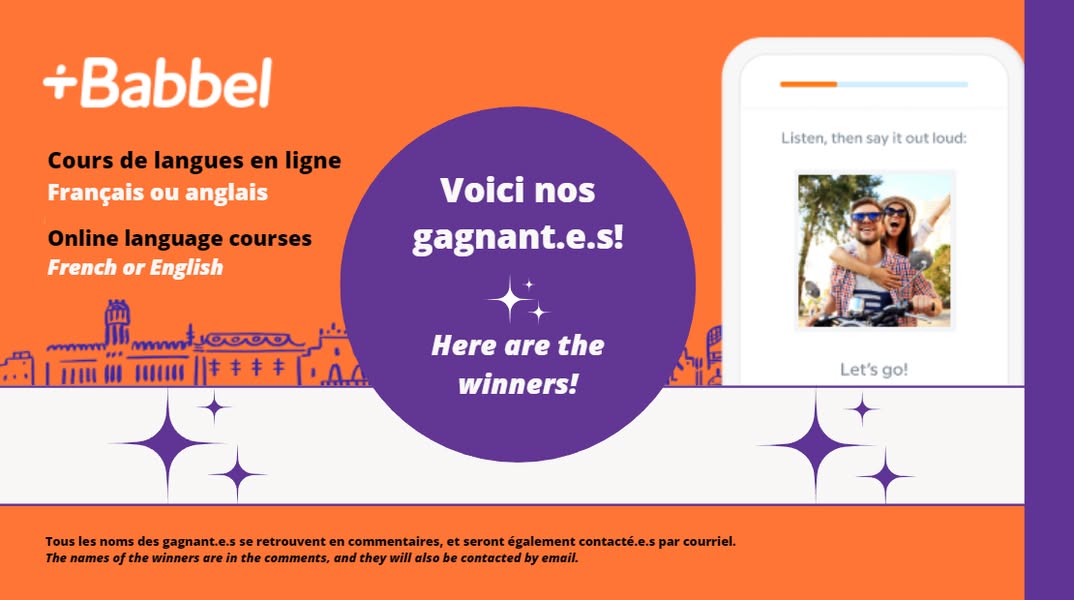 +Babbel
Cours de langues en ligne
Français ou anglais
Online language courses
French or English
Voici nos
gagnant.e.s!
Here are the
winners!
Listen, then say it out loud:
Let's go!
Tous les noms des gagnant.e.s se retrouvent en commentaires, et seront également contacté.e.s par courriel.
The names of the winners are in the comments, and they will also be contacted by email.